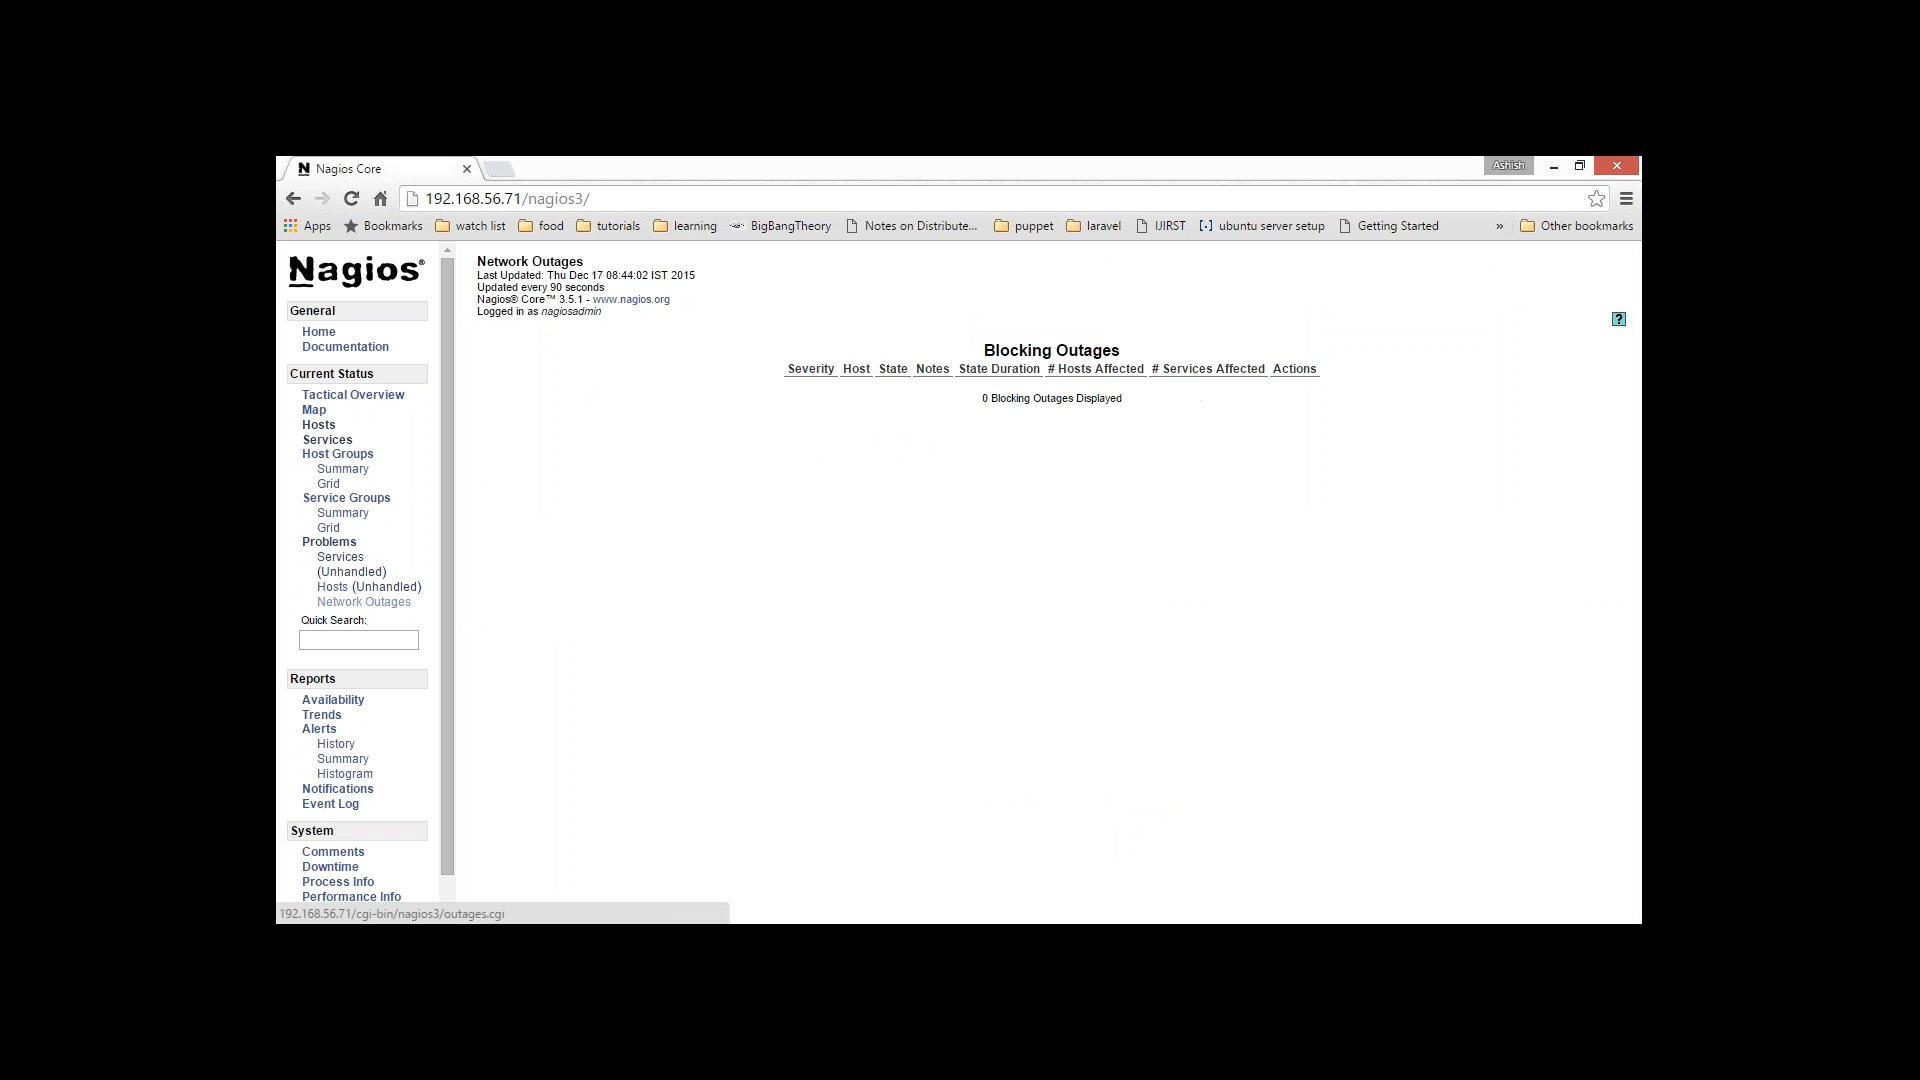 Nagios Core
Ashish
192.168.56.71/nagios3/
Apps Bookmarks watch list food tutorials learning BigBangTheory Notes on Distribute... puppet laravel IJIRST ubuntu server setup Getting Started » Other bookmarks
Nagios®
General
Home
Documentation
Current Status
Tactical Overview
Map
Hosts
Services
Host Groups
Summary
Grid
Service Groups
Summary
Grid
Problems
Services
(Unhandled)
Hosts (Unhandled)
Network Outages
Quick Search:
Reports
Availability
Trends
Alerts
History
Summary
Histogram
Notifications
Event Log
System
Comments
Downtime
Process Info
Performance Info
192.168.56.71/cgi-bin/nagios3/outages.cgi
Network Outages
Last Updated: Thu Dec 17 08:44:02 IST 2015
Updated every 90 seconds
Nagios® Core™ 3.5.1 - www.nagios.org
Logged in as nagiosadmin
?
Blocking Outages
Severity Host State Notes State Duration # Hosts Affected # Services Affected Actions
0 Blocking Outages Displayed